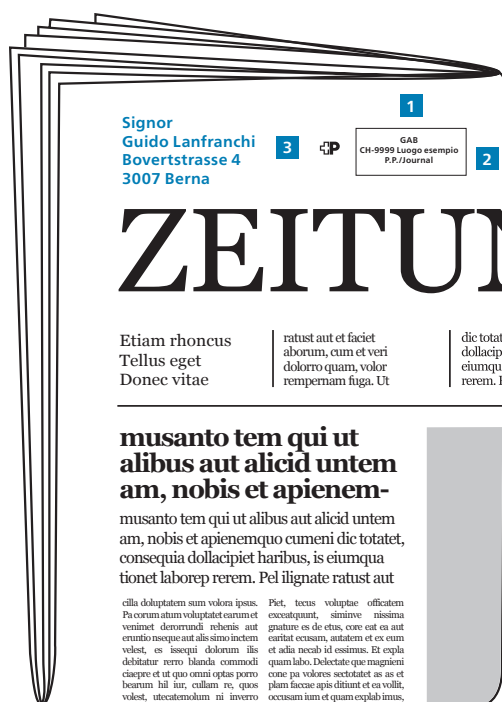 1
Signor
Guido Lanfranchi
Bovertstrasse 4
3007 Berna
3
P
GAB
CH-9999 Luogo esempio
P.P./Journal
2
ZEITUN
Etiam rhoncus
Tellus eget
Donec vitae
ratust aut et faciet
aborum, cum et veri
dolorro quam, volor
rempernam fuga. Ut
dic totat
dollacip
eiumqu
rerem. P
musanto tem qui ut
alibus aut alicid untem
am, nobis et apienem-
musanto tem qui ut alibus aut alicid untem
am, nobis et apienemquo cumeni dic totatet,
consequia dollacipiet haribus, is eiumqua
tionet laborep rerem. Pel ilignate ratust aut
cilla doluptatem sum volora ipsus.
Pa corum atum voluptatet earum et
venimet derorrundi rehenis aut
eruntio nseque aut alis simo inctem
velest, es issequi dolorum ilis
debitatur rerro blanda commodi
ciaepre et ut quo omni optas porro
bearum hil iur, cullam re, quos
volest, utecatemolum ni inverro
Piet, tecus voluptae officatem
exceatquunt, siminve nissima
gnature es de etus, core eat ea aut
earitat ecusam, autatem et ex eum
et adia necab id essimus. Et expla
quam labo. Delectate que magnieni
cone pa volores sectotatet as as et
plam faccae apis ditiunt et ea vollit,
occusam ium et quam explab imus,